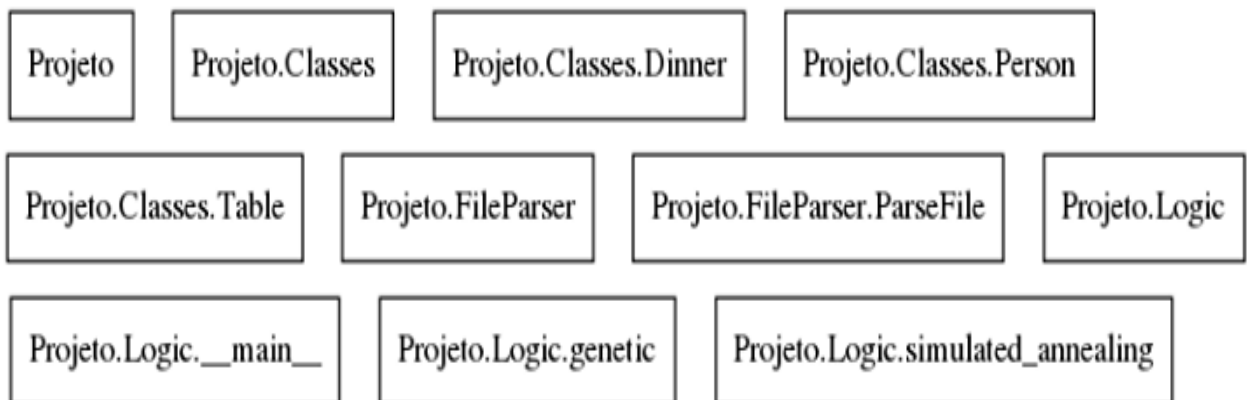 Projeto Projeto.Classes Projeto.Classes.Dinner Projeto.Classes.Person
Projeto.Classes.Table Projeto.FileParser Projeto.FileParser.ParseFile Projeto.Logic
Projeto.Logic.__main__ Projeto.Logic.genetic Projeto.Logic.simulated_annealing